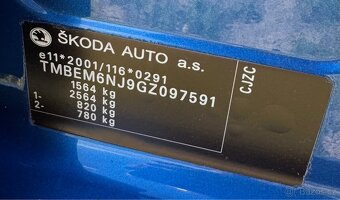 ŠKODA AUTO a.s.
e11*2001/116*0291
TMBEM6NJ9GZ097591
1564 kg
1- 2564 kg
2- 820 kg
780 kg
CJZC